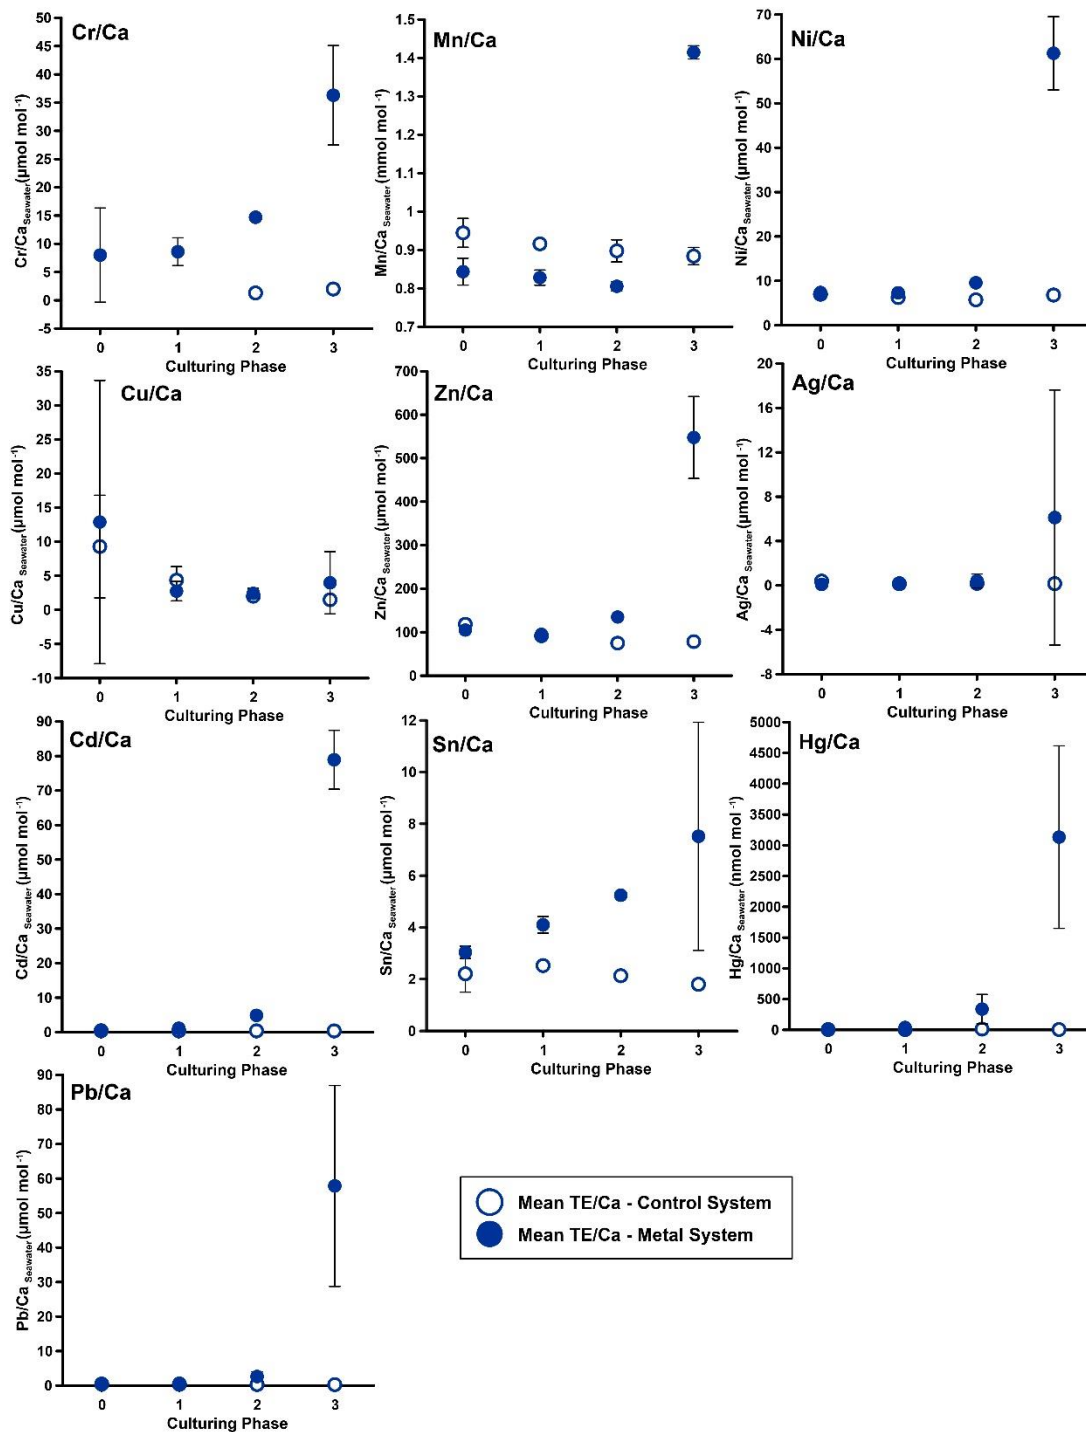 Cr/Ca
Cr/Ca Seawater (µmol mol⁻¹)
50
45
40
35
30
25
20
15
10
5
0
-5
0 1 2 3
Culturing Phase
Mn/Ca
Mn/Ca Seawater (mmol mol⁻¹)
1.5
1.4
1.3
1.2
1.1
1
0.9
0.8
0.7
0 1 2 3
Culturing Phase
Ni/Ca
Ni/Ca Seawater (µmol mol⁻¹)
70
60
50
40
30
20
10
0
0 1 2 3
Culturing Phase
Cu/Ca
Cu/Ca Seawater (µmol mol⁻¹)
35
30
25
20
15
10
5
0
-5
-10
0 1 2 3
Culturing Phase
Zn/Ca
Zn/Ca Seawater (µmol mol⁻¹)
700
600
500
400
300
200
100
0
0 1 2 3
Culturing Phase
Ag/Ca
Ag/Ca Seawater (µmol mol⁻¹)
20
16
12
8
4
0
-4
-8
0 1 2 3
Culturing Phase
Cd/Ca
Cd/Ca Seawater (µmol mol⁻¹)
90
80
70
60
50
40
30
20
10
0
0 1 2 3
Culturing Phase
Sn/Ca
Sn/Ca Seawater (µmol mol⁻¹)
12
10
8
6
4
2
0
0 1 2 3
Culturing Phase
Hg/Ca
Hg/Ca Seawater (nmol mol⁻¹)
5000
4500
4000
3500
3000
2500
2000
1500
1000
500
0
0 1 2 3
Culturing Phase
Pb/Ca
Pb/Ca Seawater (µmol mol⁻¹)
90
80
70
60
50
40
30
20
10
0
0 1 2 3
Culturing Phase
Mean TE/Ca - Control System
Mean TE/Ca - Metal System